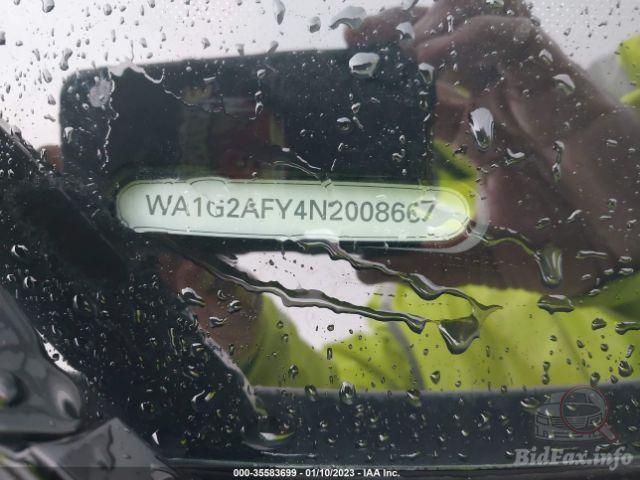 WA1G2AFY4N2008667
BidFax.info
000-35583699 - 01/10/2023 - IAA Inc.